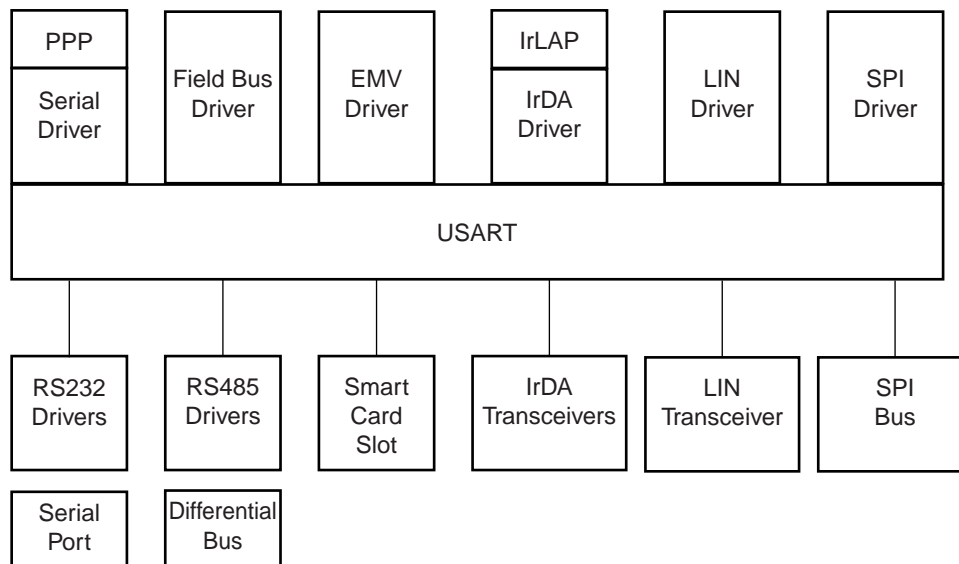 PPP
Serial
Driver
Field Bus
Driver
EMV
Driver
IrLAP
IrDA
Driver
LIN
Driver
SPI
Driver
USART
RS232
Drivers
RS485
Drivers
Smart
Card
Slot
IrDA
Transceivers
LIN
Transceiver
SPI
Bus
Serial
Port
Differential
Bus